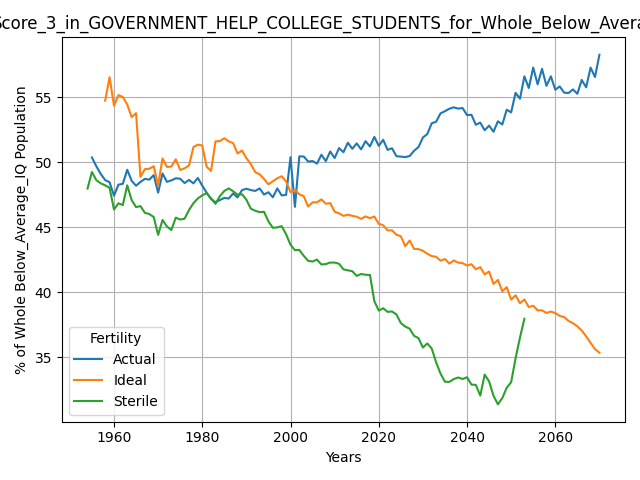 Score_3_in_GOVERNMENT_HELP_COLLEGE_STUDENTS_for_Whole_Below_Avera
% of Whole Below_Average_IQ Population
55
50
45
40
35
Fertility
Actual
Ideal
Sterile
1960 1980 2000 2020 2040 2060
Years